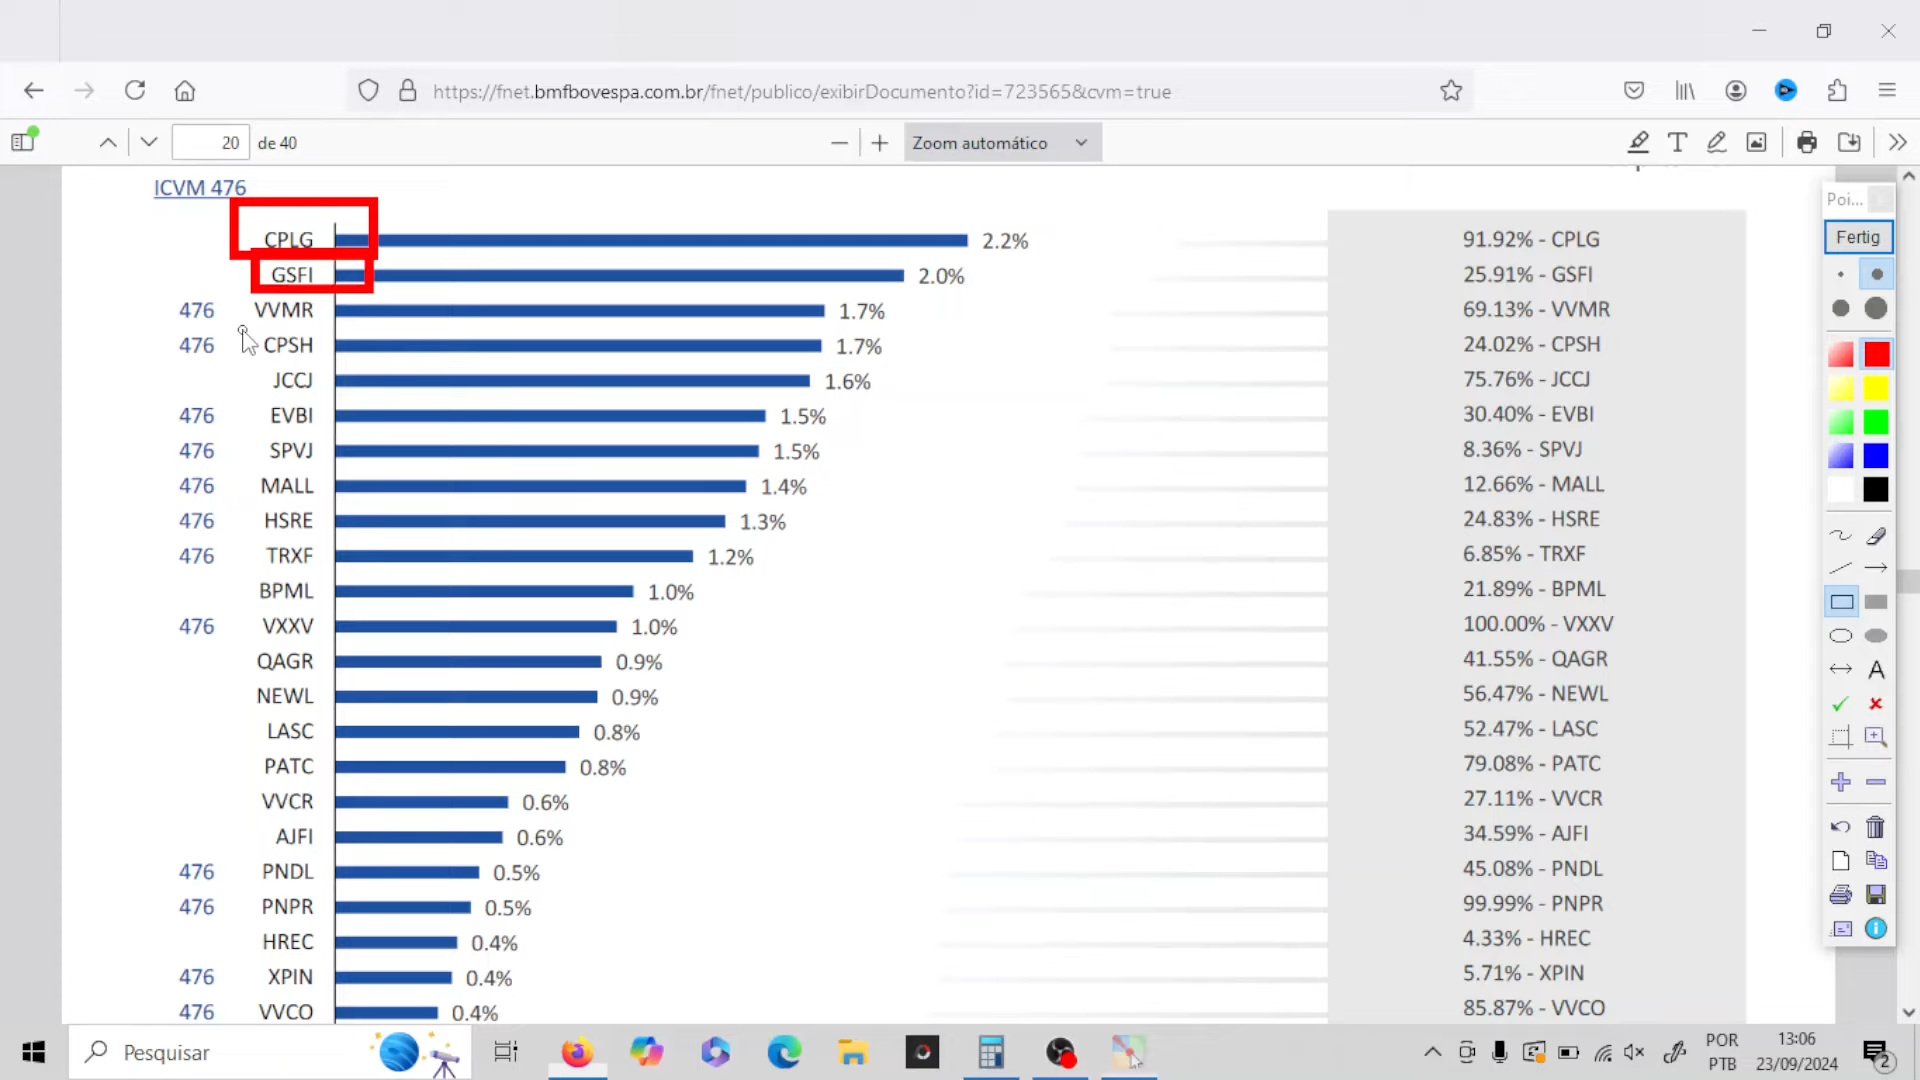 https://fnet.bmfbovespa.com.br/fnet/publico/exibirDocumento?id=723565&cvm=true
20 de 40
Zoom automático
ICVM 476
Poi...
Fertig
CPLG 2.2% 91.92% - CPLG
GSFI 2.0% 25.91% - GSFI
476 VVMR 1.7% 69.13% - VVMR
476 CPSH 1.7% 24.02% - CPSH
JCCJ 1.6% 75.76% - JCCJ
476 EVBI 1.5% 30.40% - EVBI
476 SPVJ 1.5% 8.36% - SPVJ
476 MALL 1.4% 12.66% - MALL
476 HSRE 1.3% 24.83% - HSRE
476 TRXF 1.2% 6.85% - TRXF
BPML 1.0% 21.89% - BPML
476 VXXV 1.0% 100.00% - VXXV
QAGR 0.9% 41.55% - QAGR
NEWL 0.9% 56.47% - NEWL
LASC 0.8% 52.47% - LASC
PATC 0.8% 79.08% - PATC
VVCR 0.6% 27.11% - VVCR
AJFI 0.6% 34.59% - AJFI
476 PNDL 0.5% 45.08% - PNDL
476 PNPR 0.5% 99.99% - PNPR
HREC 0.4% 4.33% - HREC
476 XPIN 0.4% 5.71% - XPIN
476 VVCO 0.4% 85.87% - VVCO
Pesquisar
POR
PTB
13:06
23/09/2024
2